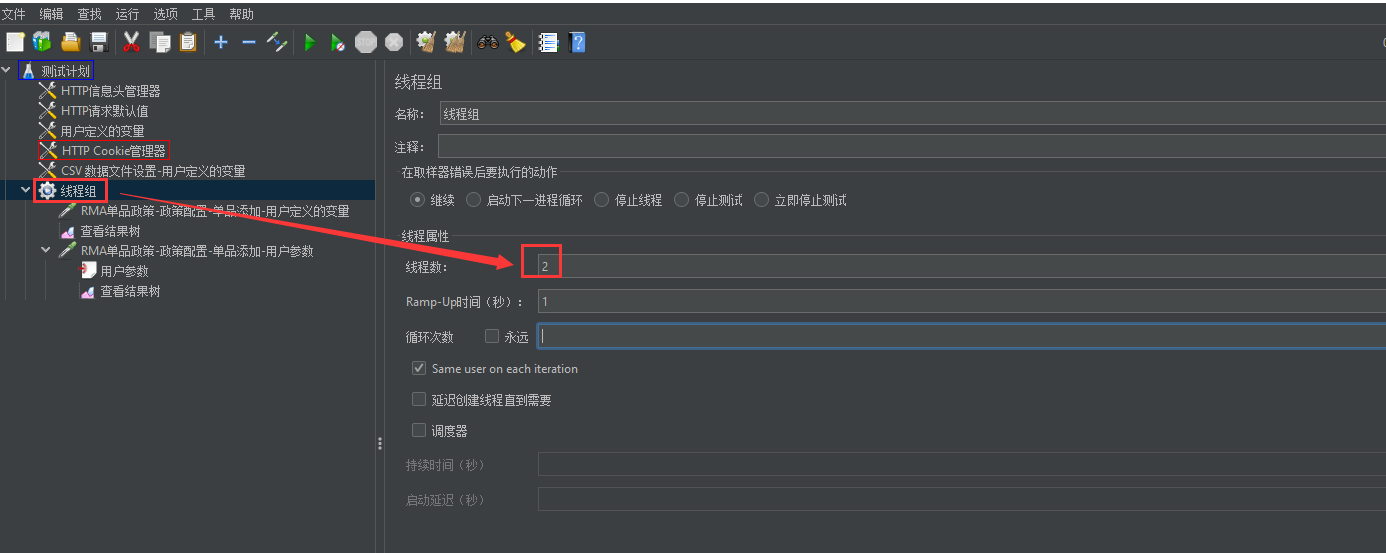 文件 编辑 查找 运行 选项 工具 帮助
测试计划
HTTP信息头管理器
HTTP请求默认值
用户定义的变量
HTTP Cookie管理器
CSV 数据文件设置-用户定义的变量
线程组
RMA单品政策-政策配置-单品添加-用户定义的变量
查看结果树
RMA单品政策-政策配置-单品添加-用户参数
用户参数
查看结果树
线程组
名称： 线程组
注释：
在取样器错误后要执行的动作
继续 启动下一进程循环 停止线程 停止测试 立即停止测试
线程属性
线程数： 2
Ramp-Up时间（秒）： 1
循环次数 永远
Same user on each iteration
延迟创建线程直到需要
调度器
持续时间（秒）
启动延迟（秒）